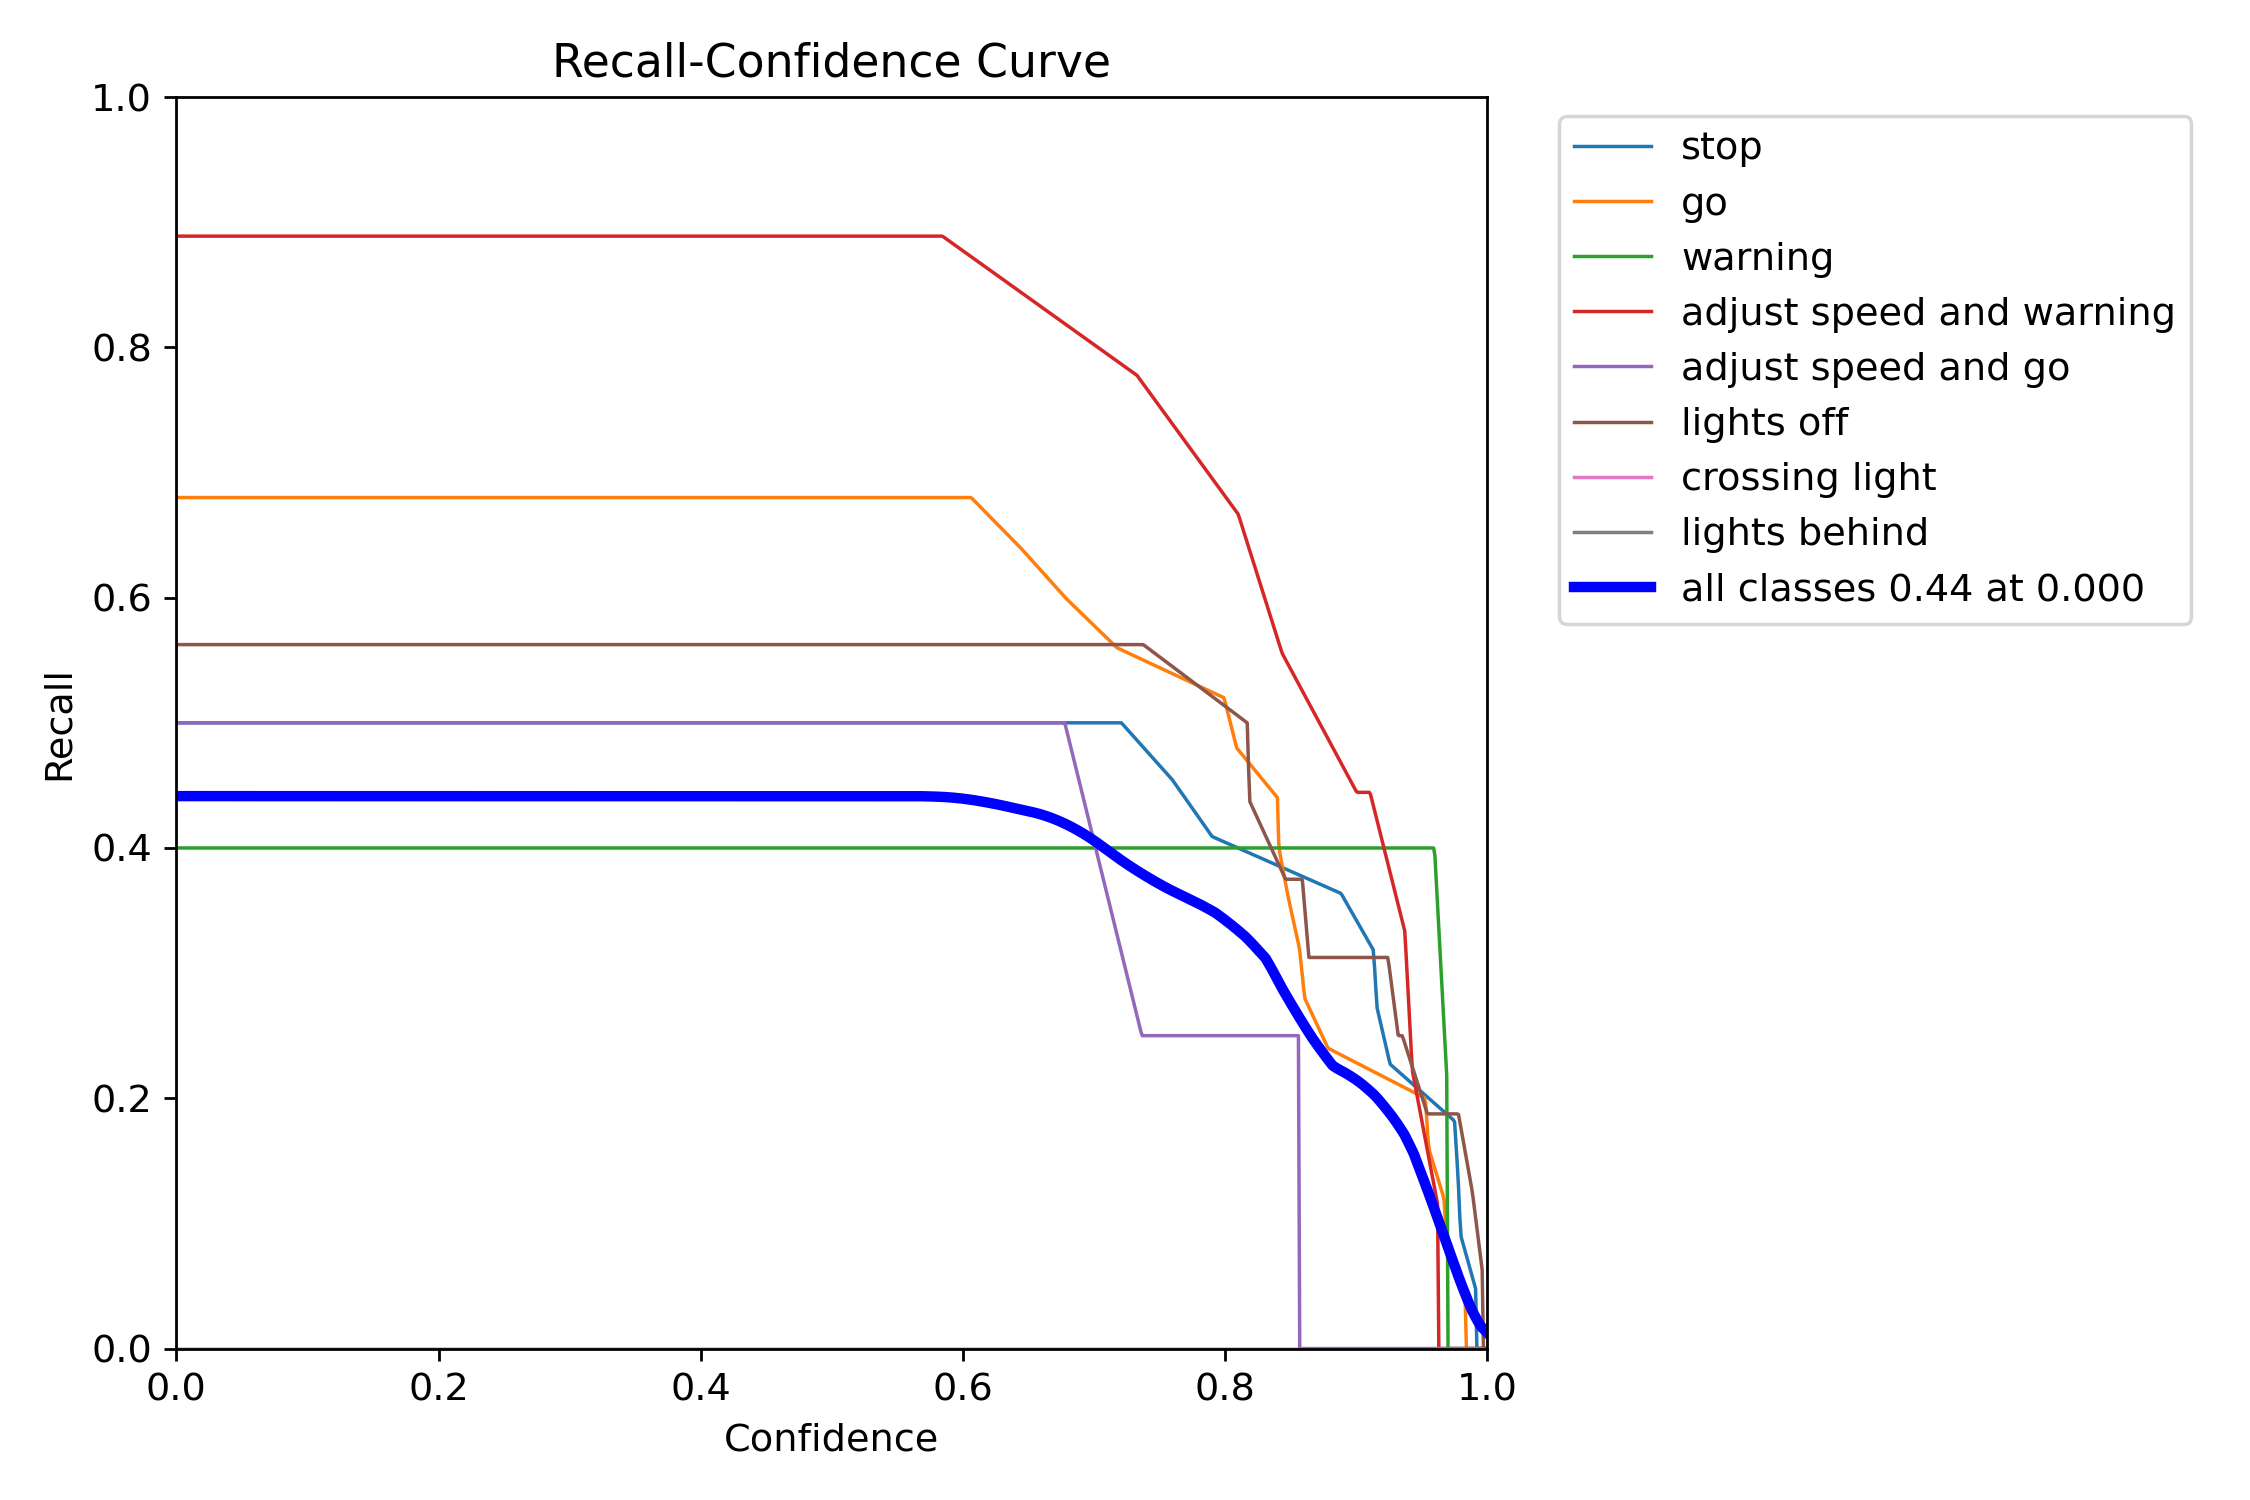 Recall-Confidence Curve
1.0
0.8
0.6
0.4
0.2
0.0
Recall
0.0 0.2 0.4 0.6 0.8 1.0
Confidence
stop
go
warning
adjust speed and warning
adjust speed and go
lights off
crossing light
lights behind
all classes 0.44 at 0.000